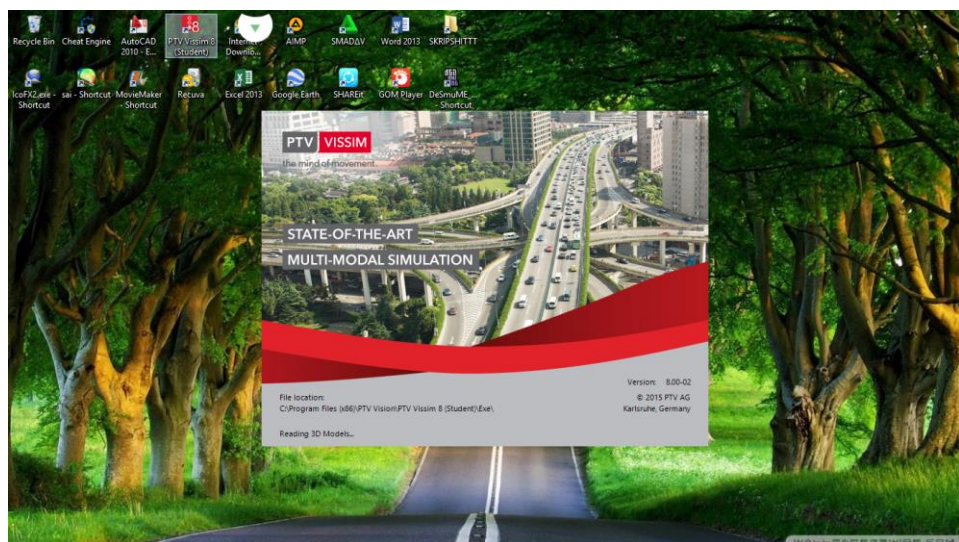 Recycle Bin Cheat Engine AutoCAD PTV Vissim 8 Internet AIMP SMADΔV Word 2013 SKRIPSHITTT
2010 - E... (Student) Downlo...
IcoFX2.exe - sai - Shortcut MovieMaker Recuva Excel 2013 Google Earth SHAREit GOM Player DeSmuME_...
Shortcut - Shortcut - Shortcut
PTV VISSIM
the mind of movement
STATE-OF-THE-ART
MULTI-MODAL SIMULATION
Version: 8.00-02
File location: © 2015 PTV AG
C:\Program Files (x86)\PTV Vision\PTV Vissim 8 (Student)\Exe\ Karlsruhe, Germany
Reading 3D Models...